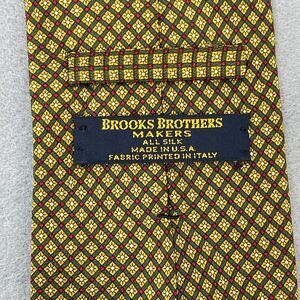 BROOKS BROTHERS
MAKERS
ALL SILK
MADE IN U.S.A.
FABRIC PRINTED IN ITALY